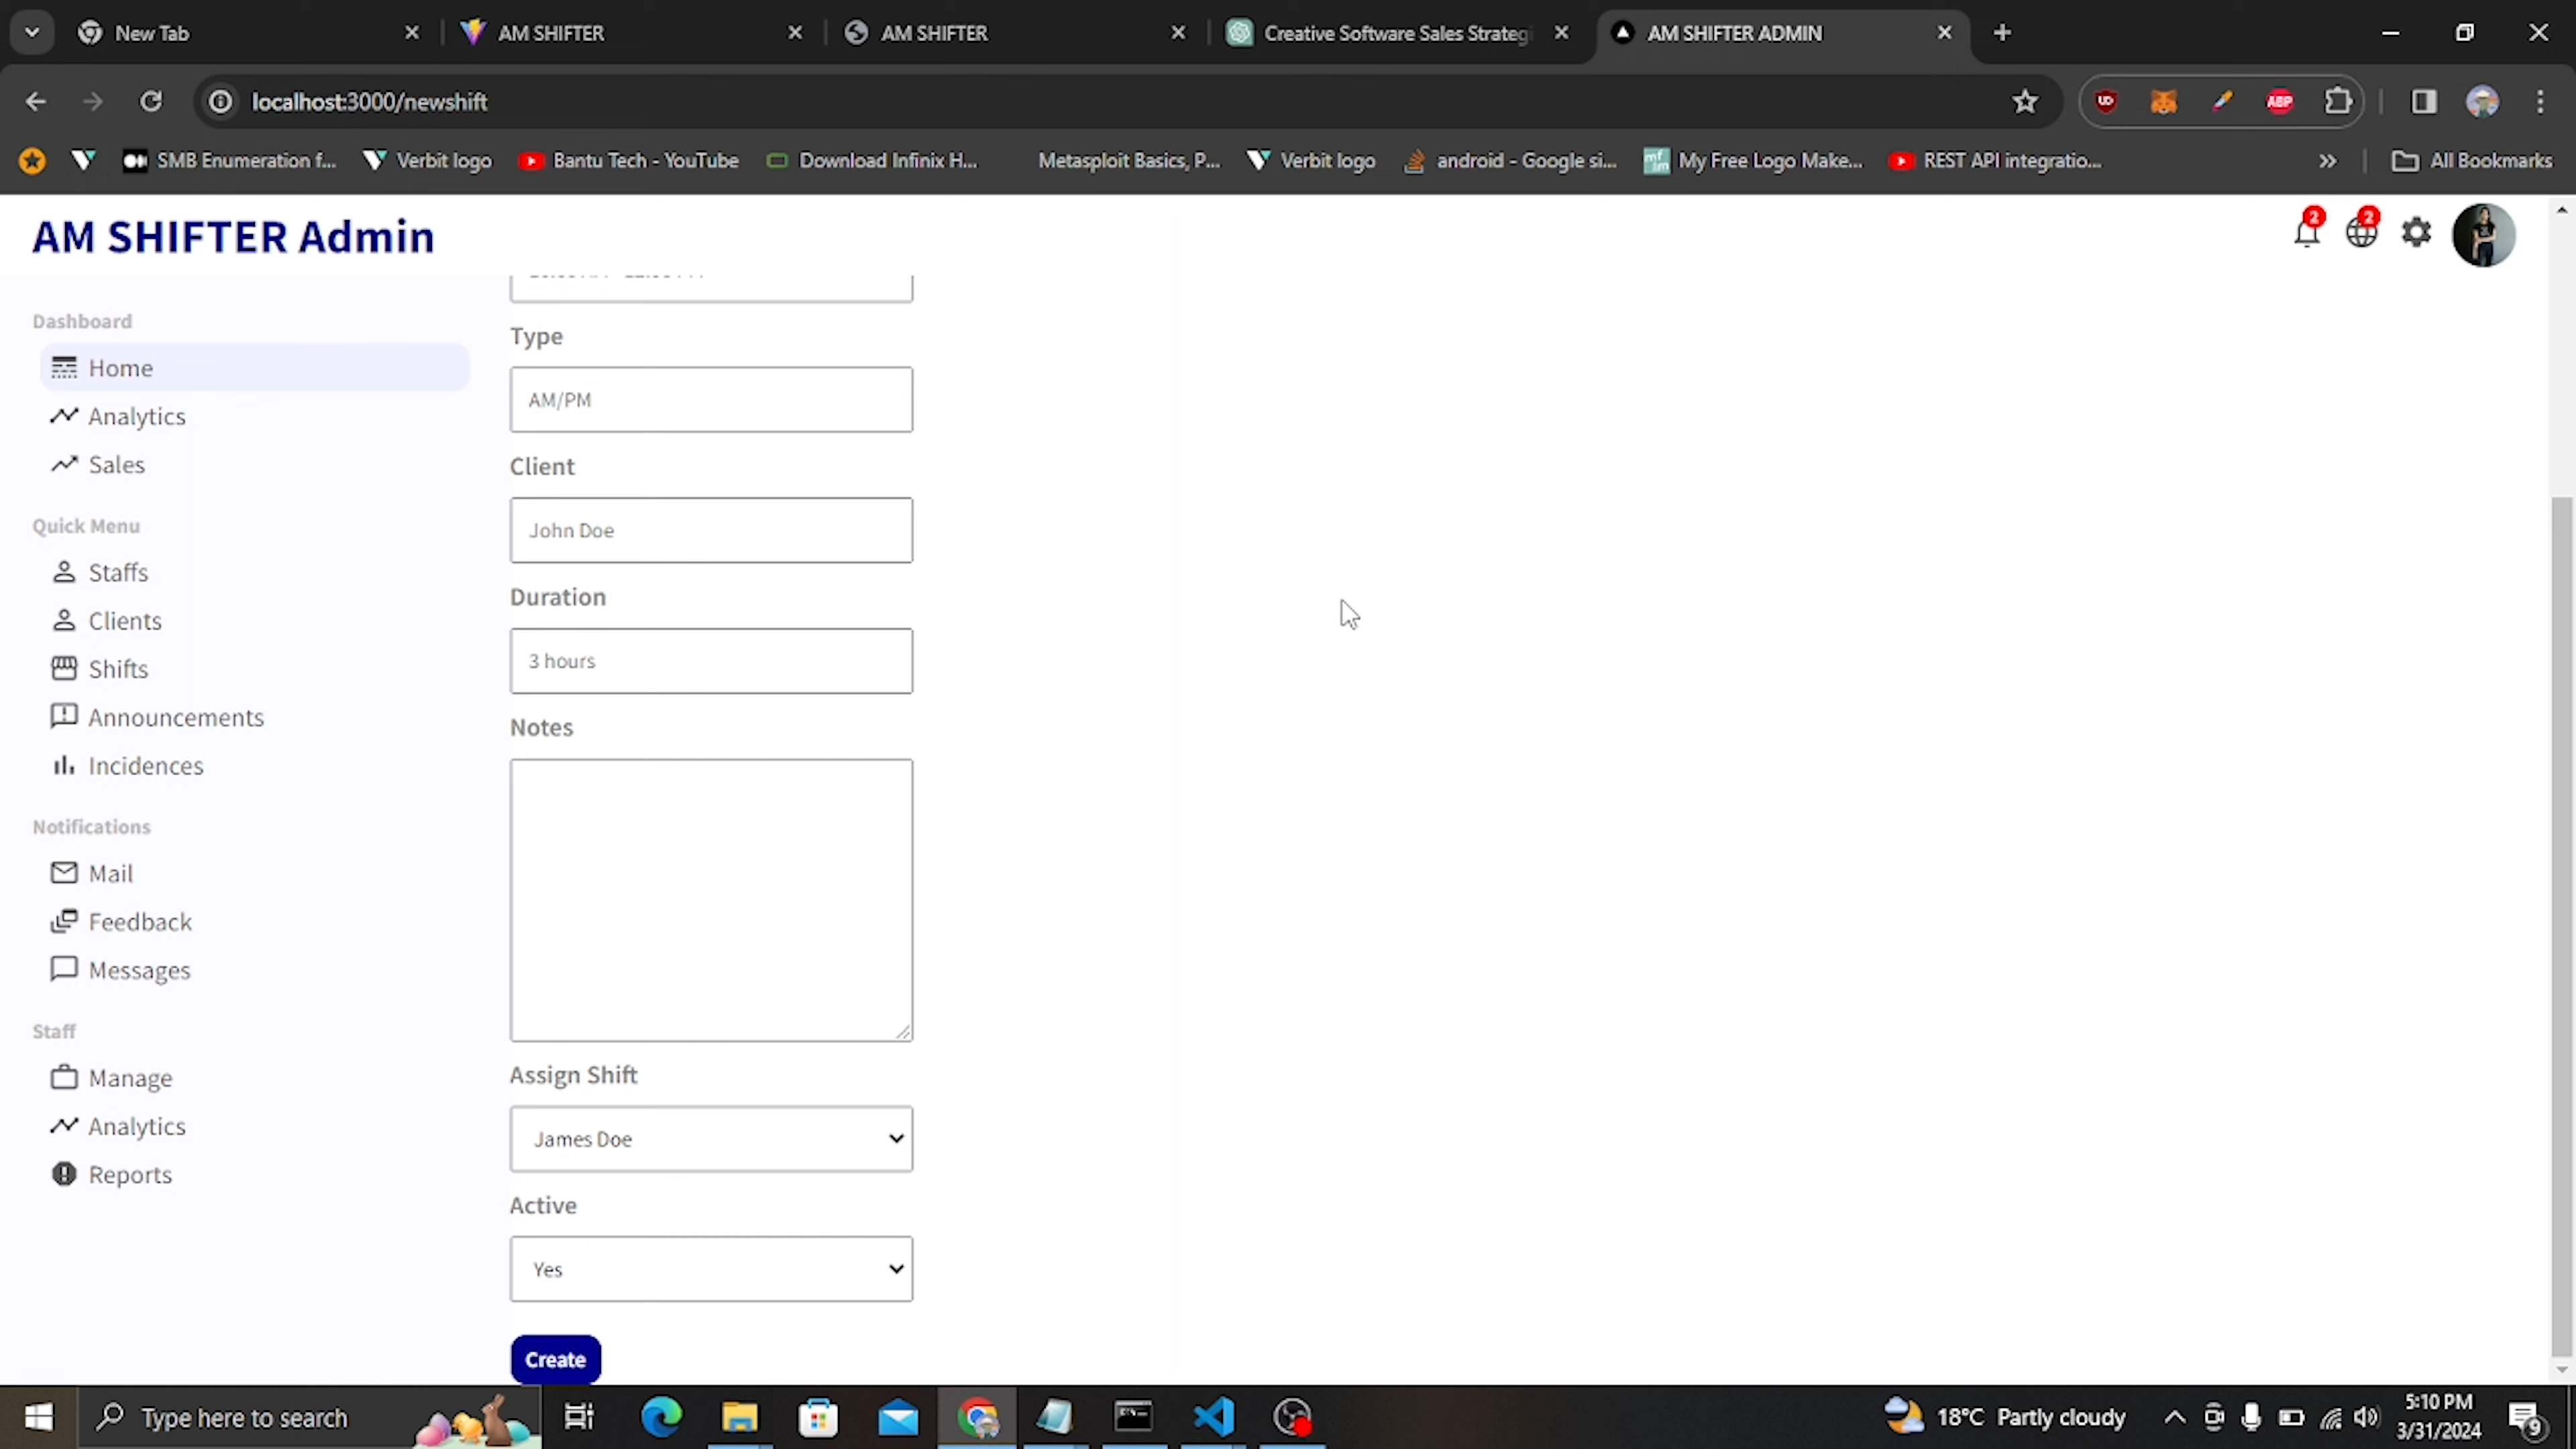 New Tab
AM SHIFTER
AM SHIFTER
Creative Software Sales Strategi
AM SHIFTER ADMIN
localhost:3000/newshift
UD
ABP
SMB Enumeration f...
Verbit logo
Bantu Tech - YouTube
Download Infinix H...
Metasploit Basics, P...
Verbit logo
android - Google si...
My Free Logo Make...
REST API integratio...
All Bookmarks
AM SHIFTER Admin
2
2
Dashboard
Home
Analytics
Sales
Quick Menu
Staffs
Clients
Shifts
Announcements
Incidences
Notifications
Mail
Feedback
Messages
Staff
Manage
Analytics
Reports
Type
AM/PM
Client
John Doe
Duration
3 hours
Notes
Assign Shift
James Doe
Active
Yes
Create
Type here to search
18°C Partly cloudy
5:10 PM
3/31/2024
9